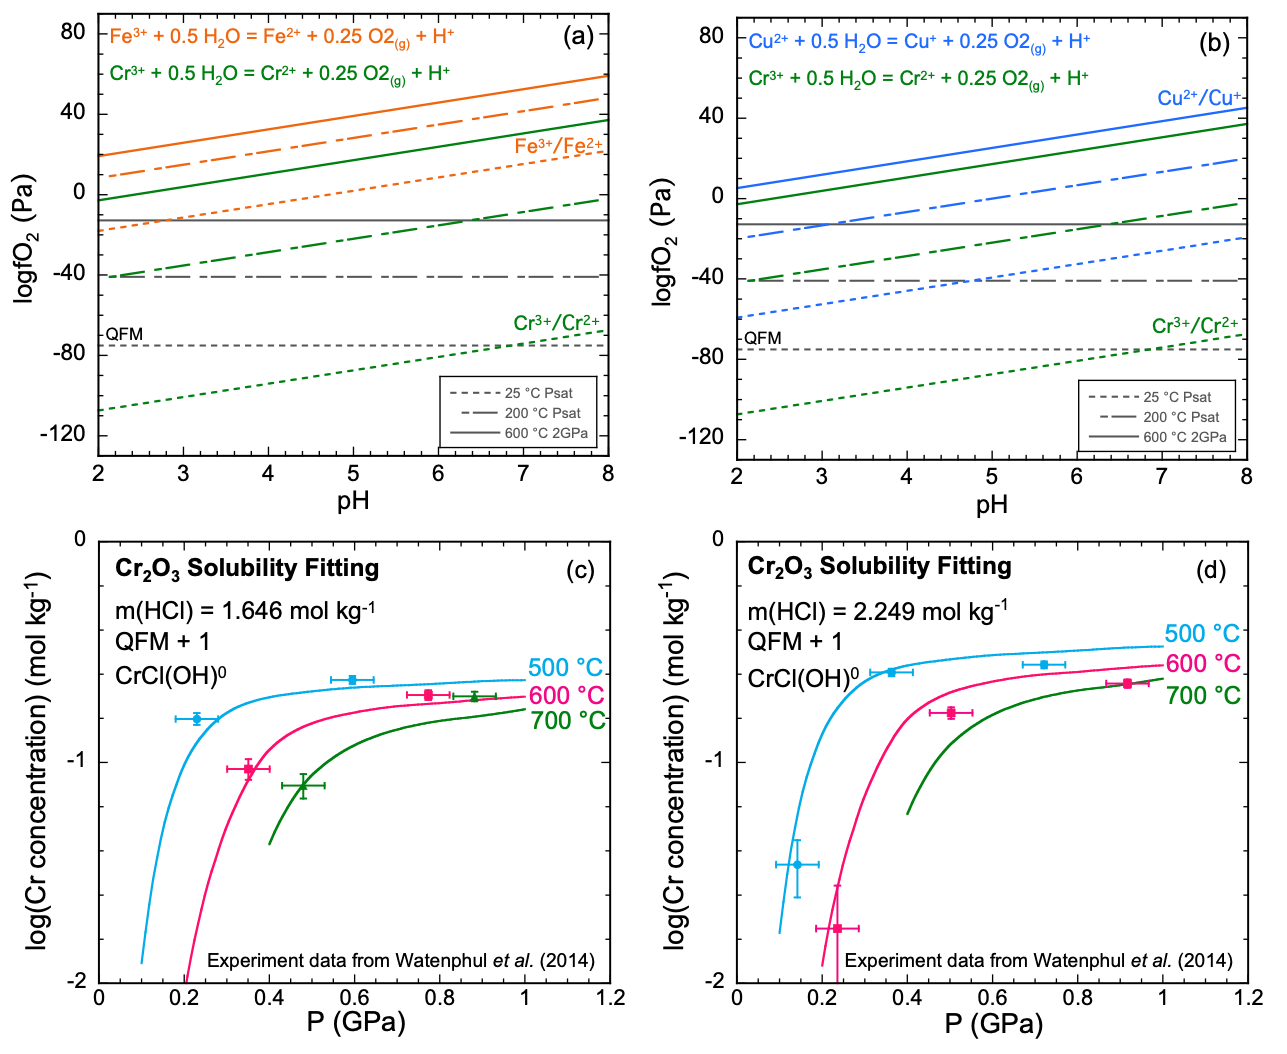 (a)
Fe³⁺ + 0.5 H₂O = Fe²⁺ + 0.25 O2₍g₎ + H⁺
Cr³⁺ + 0.5 H₂O = Cr²⁺ + 0.25 O2₍g₎ + H⁺
Fe³⁺/Fe²⁺
Cr³⁺/Cr²⁺
QFM
25 °C Psat
200 °C Psat
600 °C 2GPa
80
40
0
-40
-80
-120
logfO₂ (Pa)
2 3 4 5 6 7 8
pH
(b)
Cu²⁺ + 0.5 H₂O = Cu⁺ + 0.25 O2₍g₎ + H⁺
Cr³⁺ + 0.5 H₂O = Cr²⁺ + 0.25 O2₍g₎ + H⁺
Cu²⁺/Cu⁺
Cr³⁺/Cr²⁺
QFM
25 °C Psat
200 °C Psat
600 °C 2GPa
80
40
0
-40
-80
-120
logfO₂ (Pa)
2 3 4 5 6 7 8
pH
Cr₂O₃ Solubility Fitting
(c)
m(HCl) = 1.646 mol kg⁻¹
QFM + 1
CrCl(OH)⁰
500 °C
600 °C
700 °C
Experiment data from Watenphul et al. (2014)
0
-1
-2
log(Cr concentration) (mol kg⁻¹)
0 0.2 0.4 0.6 0.8 1 1.2
P (GPa)
Cr₂O₃ Solubility Fitting
(d)
m(HCl) = 2.249 mol kg⁻¹
QFM + 1
CrCl(OH)⁰
500 °C
600 °C
700 °C
Experiment data from Watenphul et al. (2014)
0
-1
-2
log(Cr concentration) (mol kg⁻¹)
0 0.2 0.4 0.6 0.8 1 1.2
P (GPa)